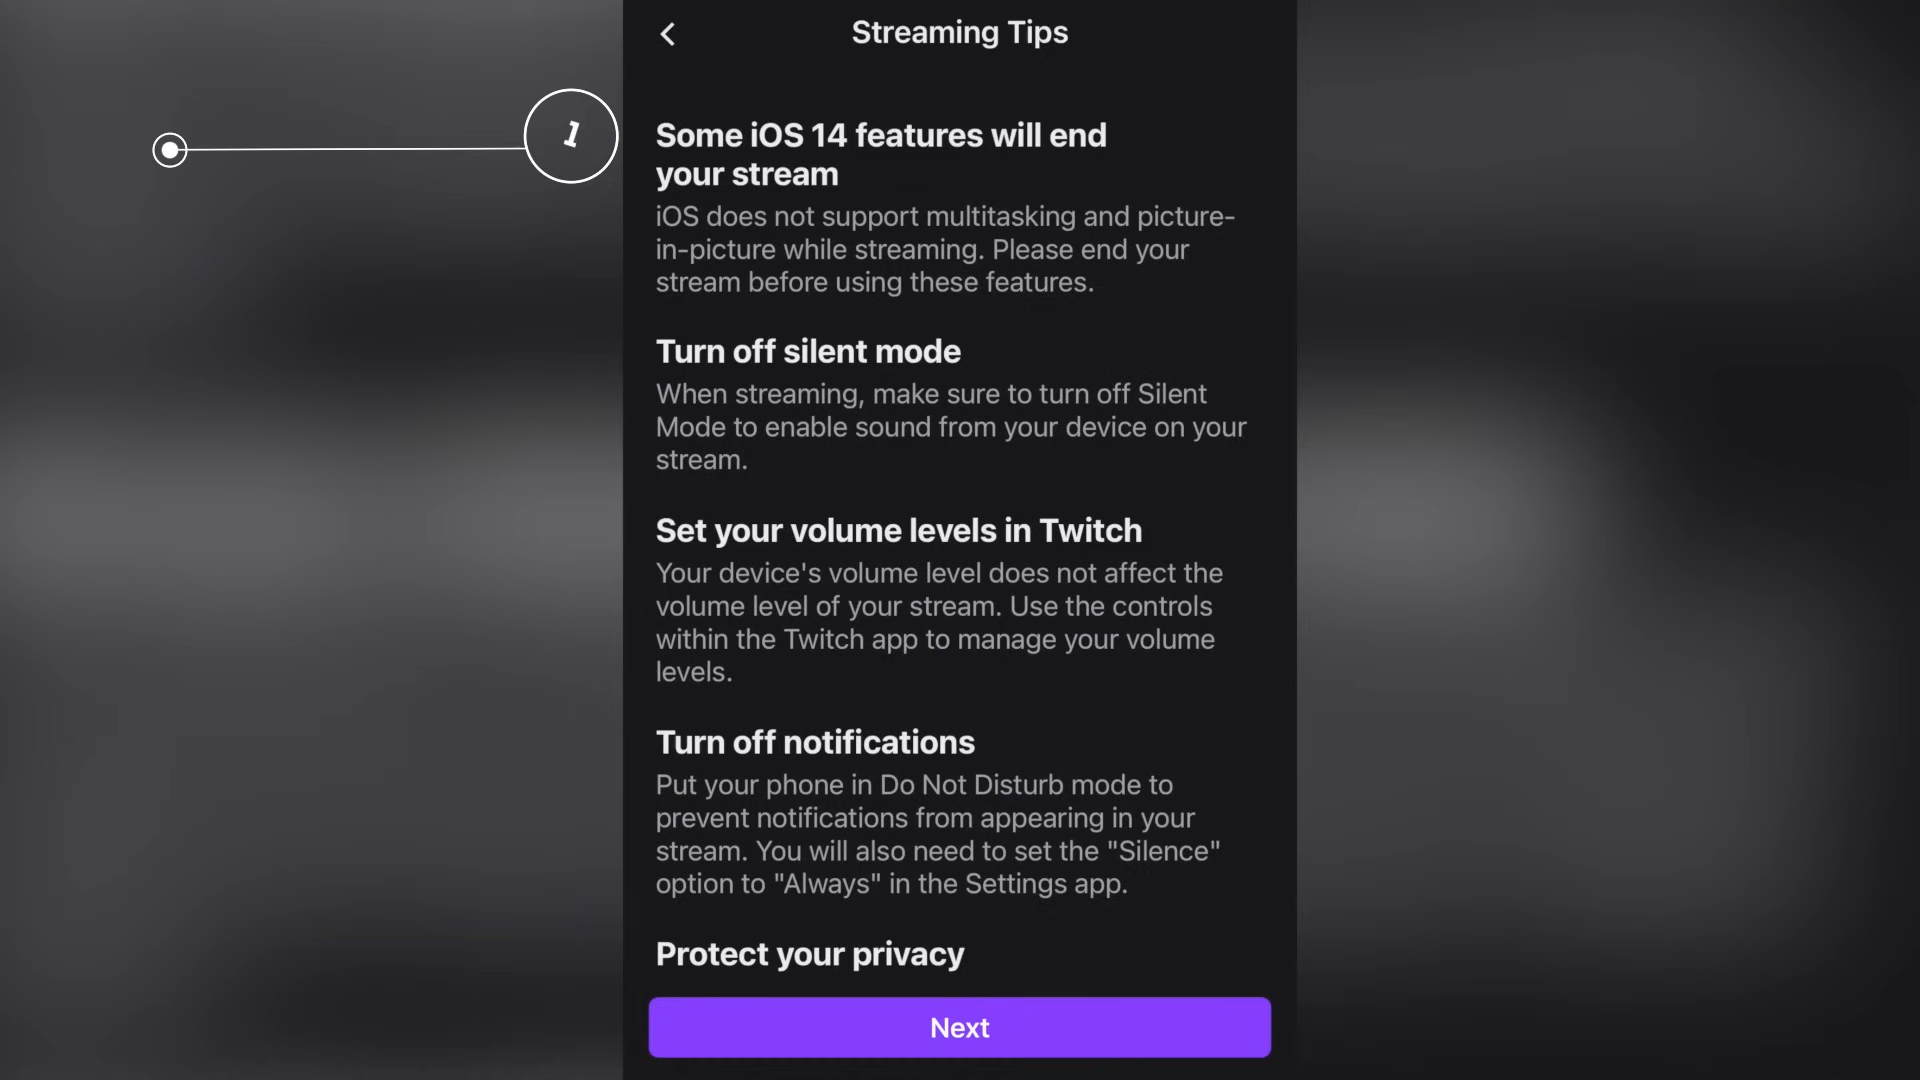 Streaming Tips
1
Some iOS 14 features will end
your stream
iOS does not support multitasking and picture-
in-picture while streaming. Please end your
stream before using these features.
Turn off silent mode
When streaming, make sure to turn off Silent
Mode to enable sound from your device on your
stream.
Set your volume levels in Twitch
Your device's volume level does not affect the
volume level of your stream. Use the controls
within the Twitch app to manage your volume
levels.
Turn off notifications
Put your phone in Do Not Disturb mode to
prevent notifications from appearing in your
stream. You will also need to set the "Silence"
option to "Always" in the Settings app.
Protect your privacy
Next